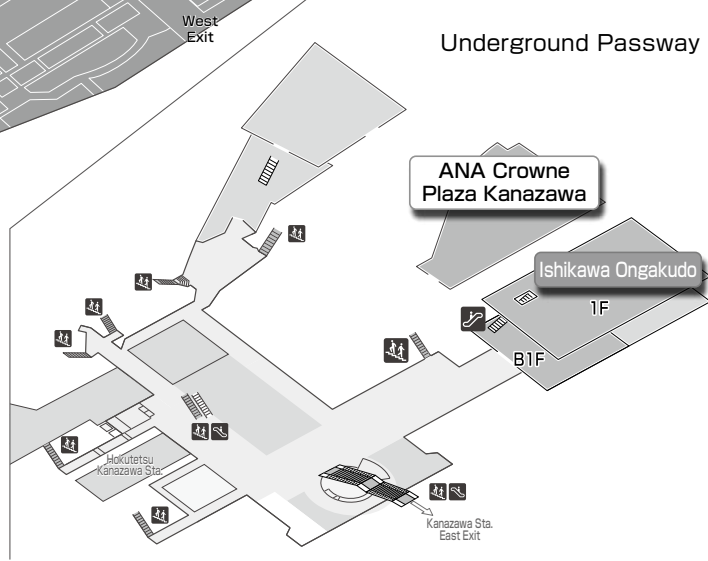 West
Exit
Underground Passway
ANA Crowne
Plaza Kanazawa
Ishikawa Ongakudo
1F
B1F
Hokutetsu
Kanazawa Sta.
Kanazawa Sta.
East Exit